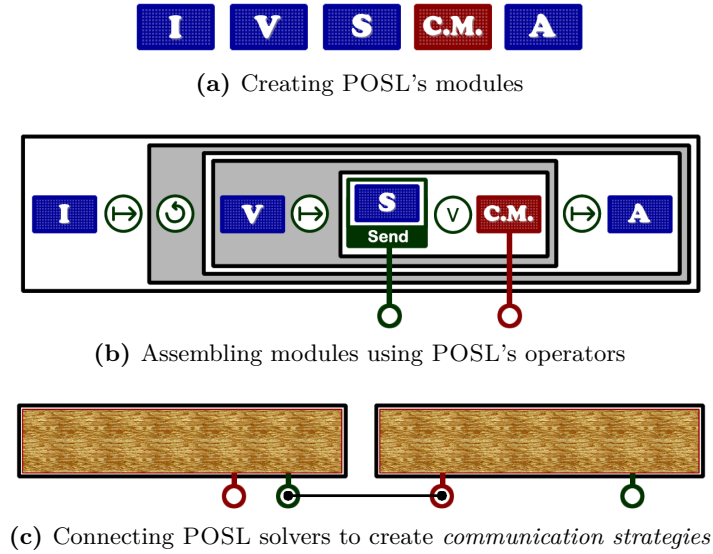 I V S C.M. A
(a) Creating POSL's modules
I V S V C.M. A
Send
(b) Assembling modules using POSL's operators
(c) Connecting POSL solvers to create communication strategies